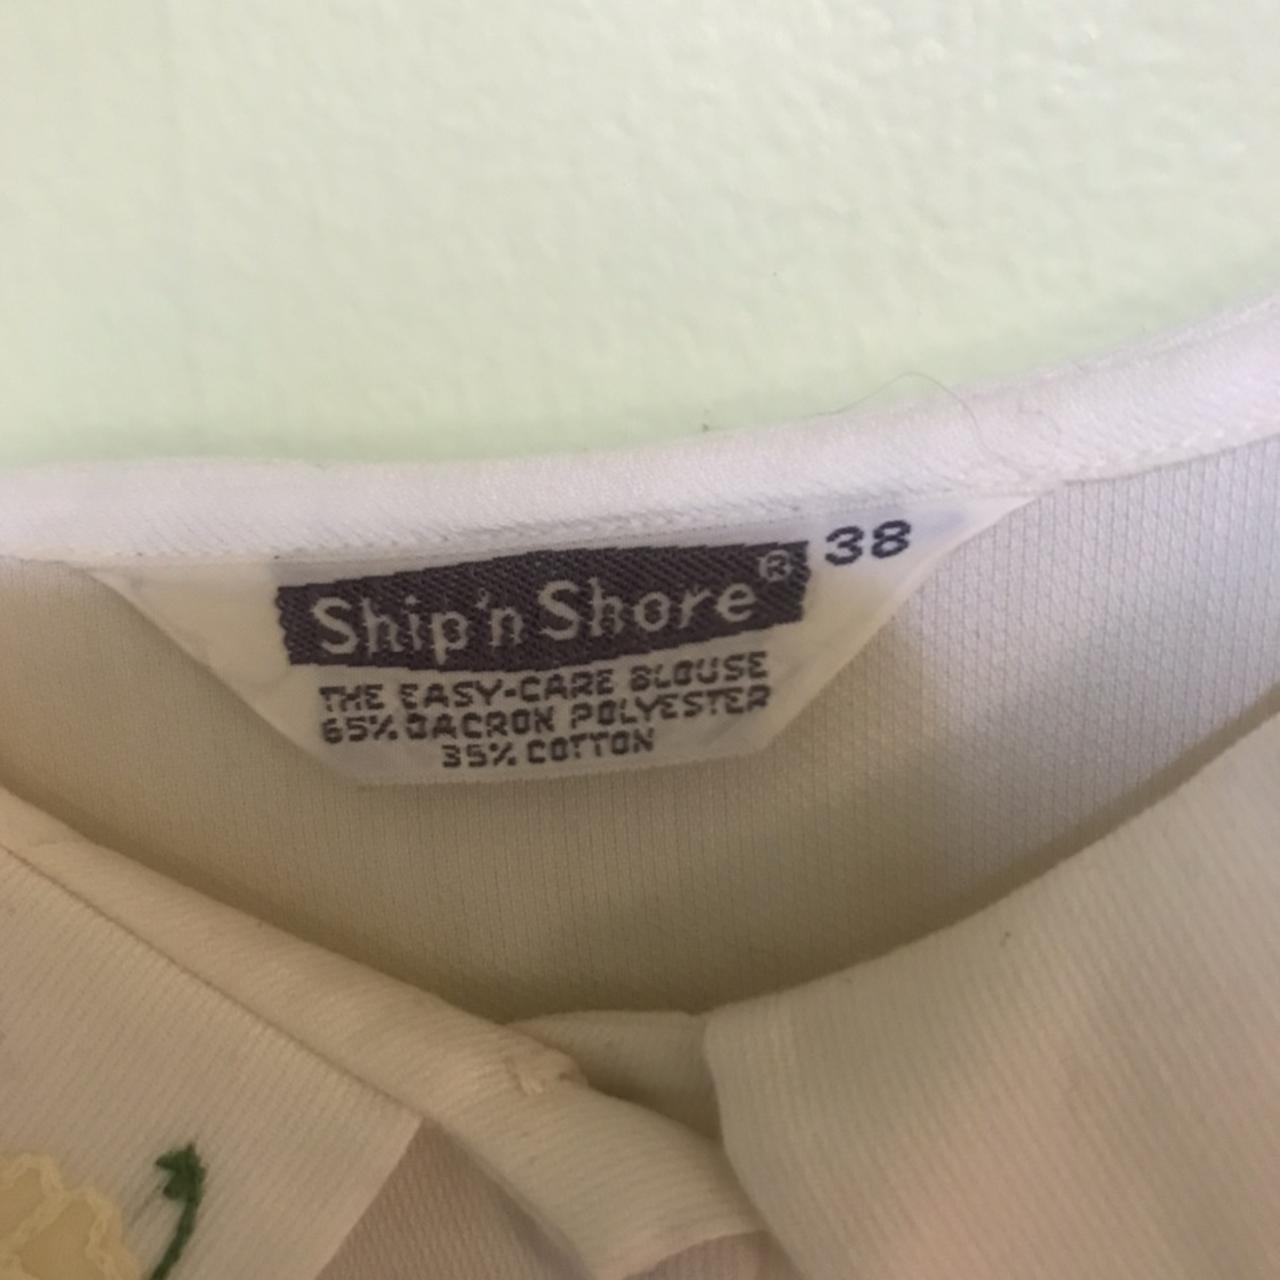 Ship'n Shore® 38
THE EASY-CARE BLOUSE
65% DACRON POLYESTER
35% COTTON